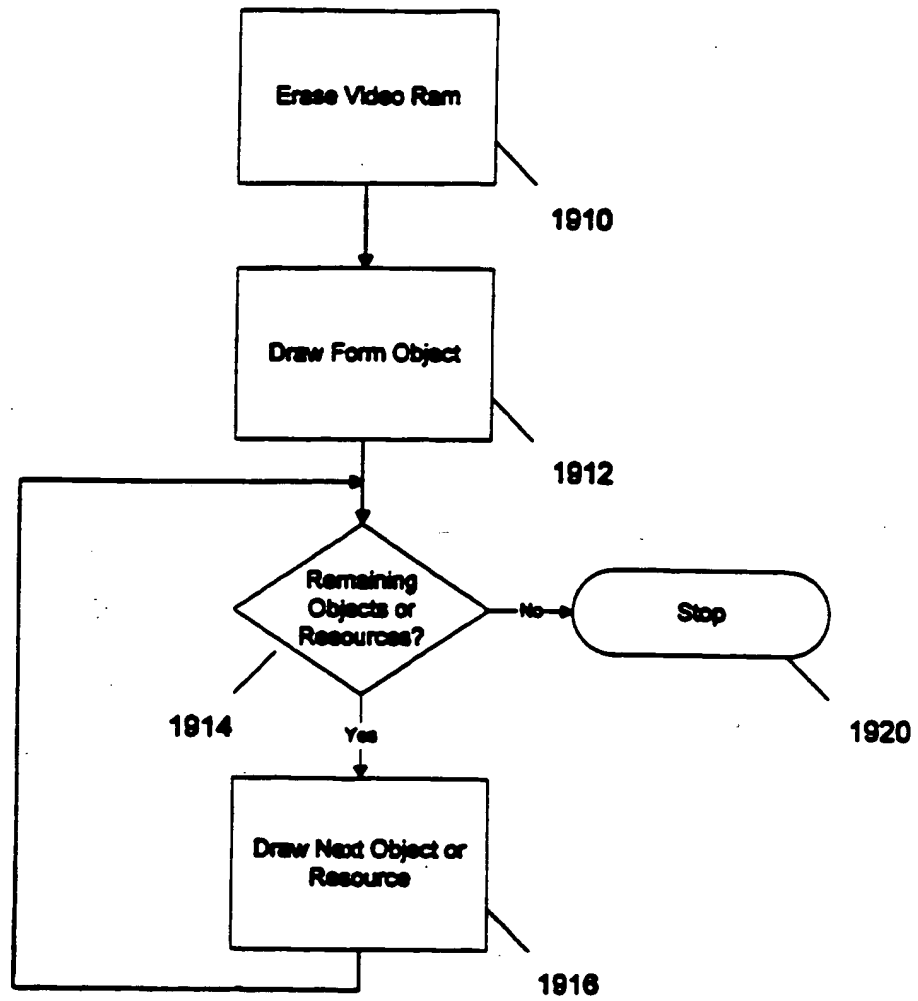 Erase Video Ram
1910
Draw Form Object
1912
Remaining
Objects or
Resources?
No
Stop
1914
1920
Yes
Draw Next Object or
Resource
1916